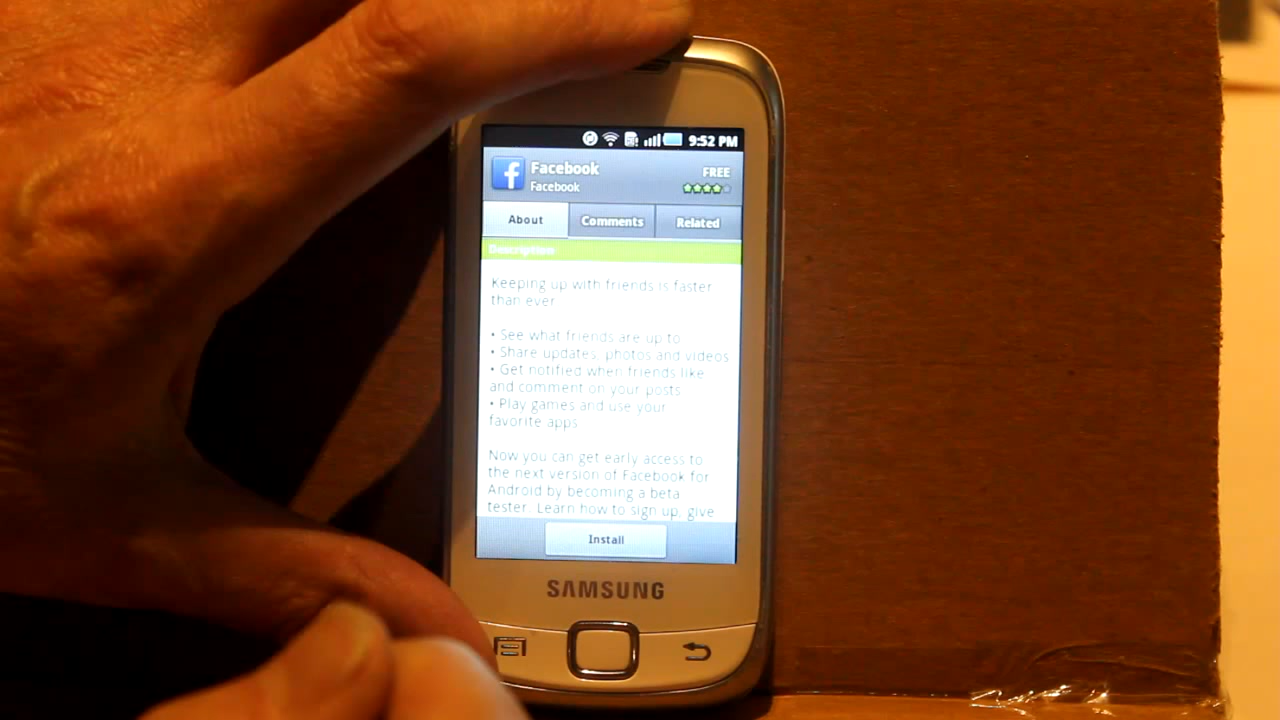 9:52 PM
Facebook
FREE
Facebook
About
Comments
Related
Description
Keeping up with friends is faster
than ever
• See what friends are up to
• Share updates, photos and videos
• Get notified when friends like
and comment on your posts
• Play games and use your
favorite apps
Now you can get early access to
the next version of Facebook for
Android by becoming a beta
tester. Learn how to sign up, give
Install
SAMSUNG